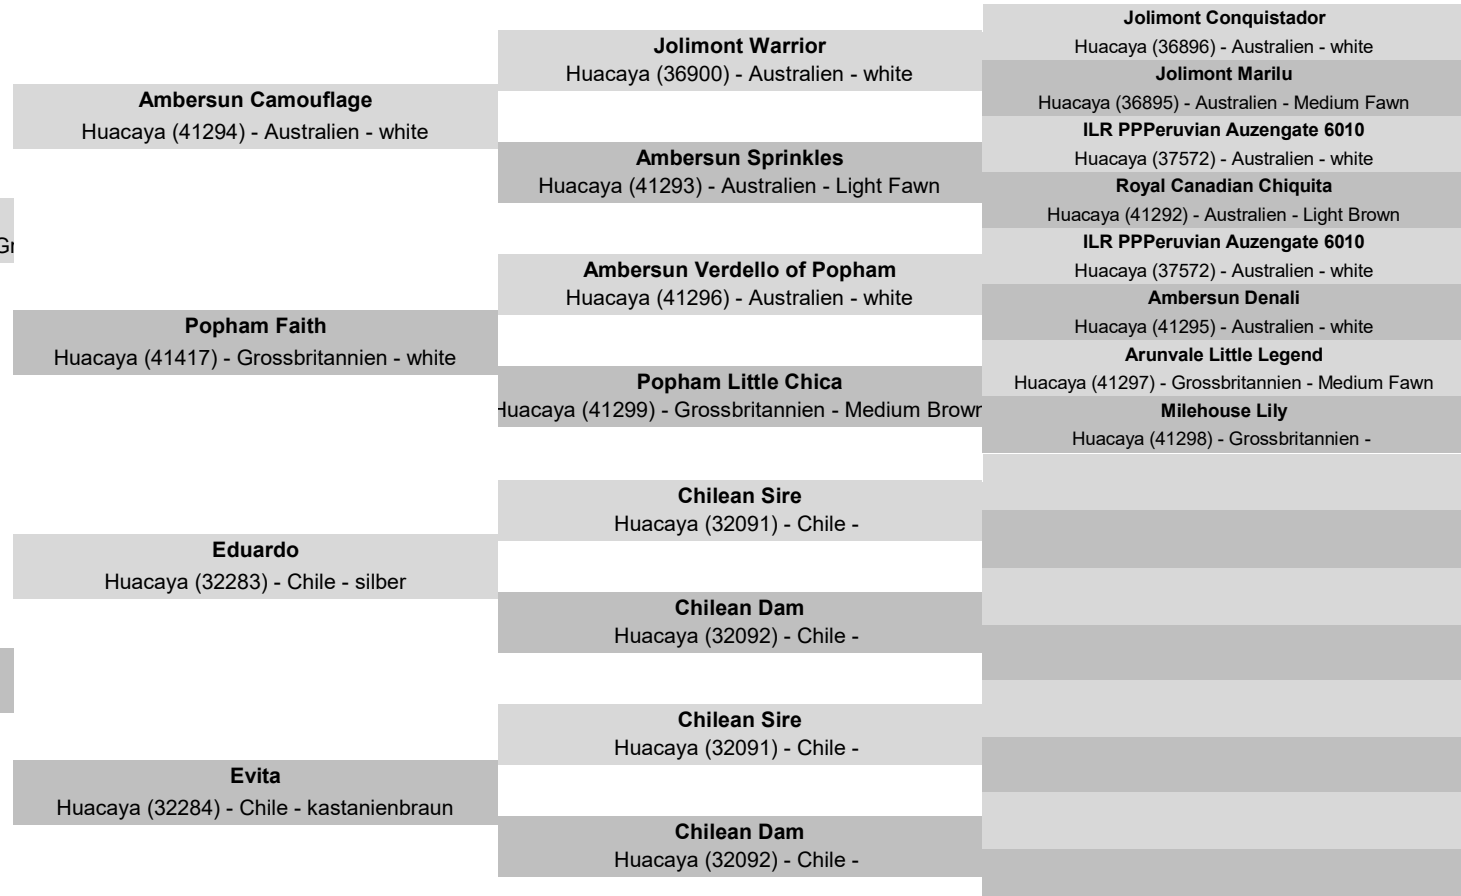 Jolimont Conquistador
Huacaya (36896) - Australien - white
Jolimont Warrior
Huacaya (36900) - Australien - white
Jolimont Marilu
Huacaya (36895) - Australien - Medium Fawn
Ambersun Camouflage
Huacaya (41294) - Australien - white
ILR PPPeruvian Auzengate 6010
Huacaya (37572) - Australien - white
Ambersun Sprinkles
Huacaya (41293) - Australien - Light Fawn
Royal Canadian Chiquita
Huacaya (41292) - Australien - Light Brown
Gr
ILR PPPeruvian Auzengate 6010
Huacaya (37572) - Australien - white
Ambersun Verdello of Popham
Huacaya (41296) - Australien - white
Ambersun Denali
Huacaya (41295) - Australien - white
Popham Faith
Huacaya (41417) - Grossbritannien - white
Arunvale Little Legend
Huacaya (41297) - Grossbritannien - Medium Fawn
Popham Little Chica
Huacaya (41299) - Grossbritannien - Medium Brown
Milehouse Lily
Huacaya (41298) - Grossbritannien -
Chilean Sire
Huacaya (32091) - Chile -
Eduardo
Huacaya (32283) - Chile - silber
Chilean Dam
Huacaya (32092) - Chile -
Chilean Sire
Huacaya (32091) - Chile -
Evita
Huacaya (32284) - Chile - kastanienbraun
Chilean Dam
Huacaya (32092) - Chile -